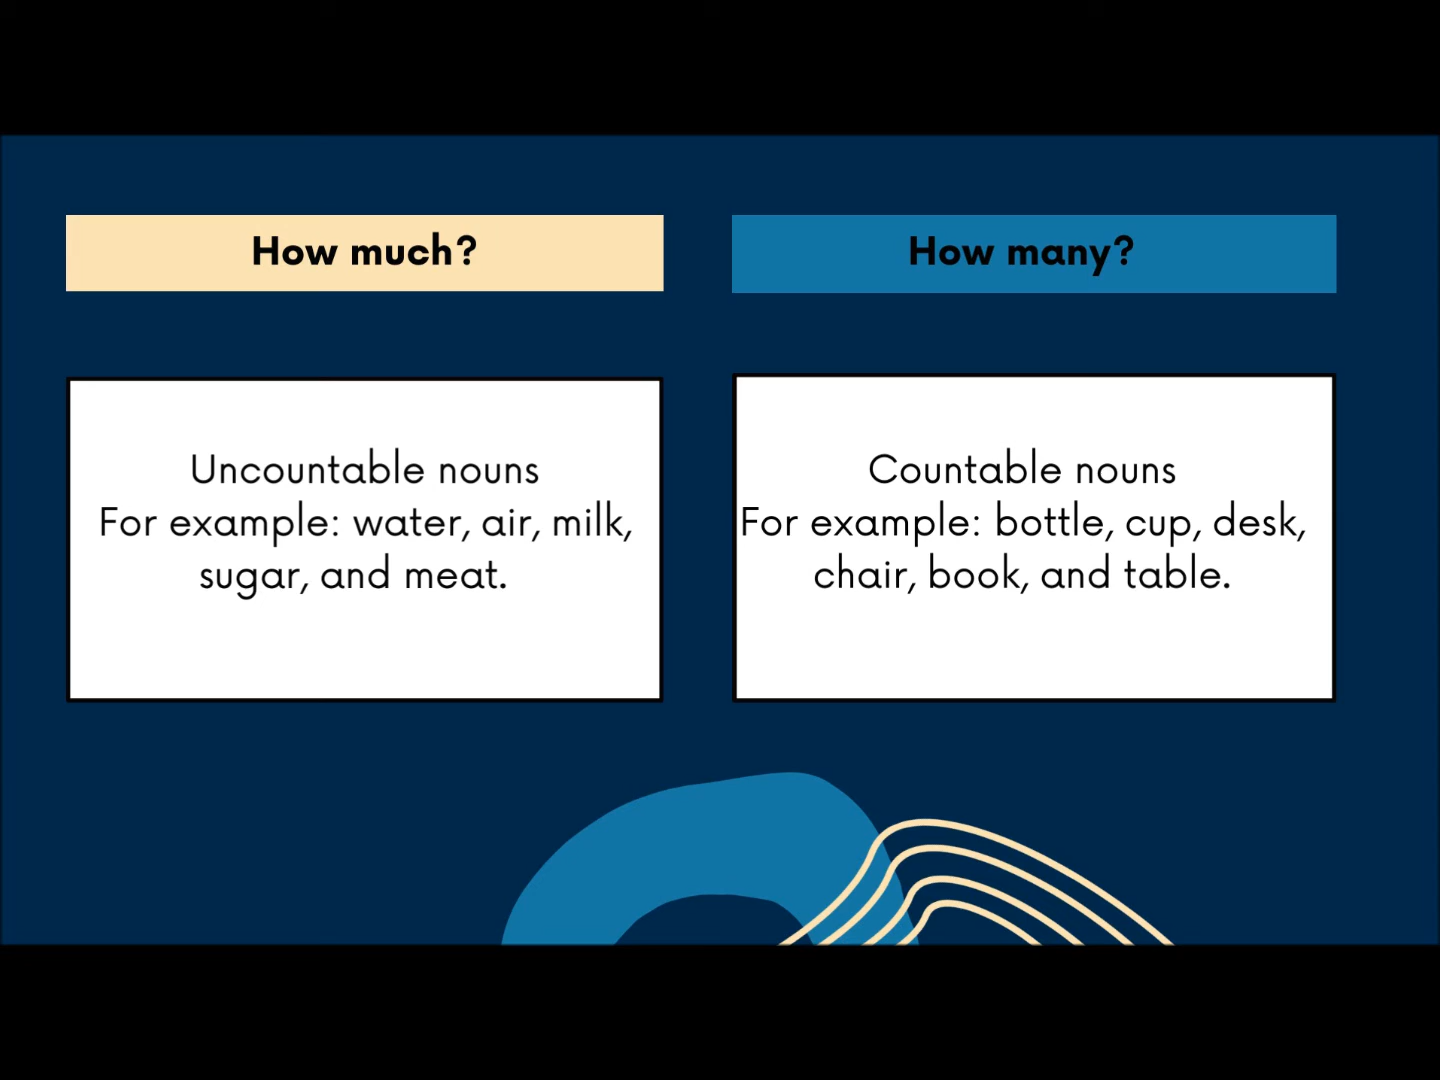 How much?
How many?
Uncountable nouns
For example: water, air, milk,
sugar, and meat.
Countable nouns
For example: bottle, cup, desk,
chair, book, and table.